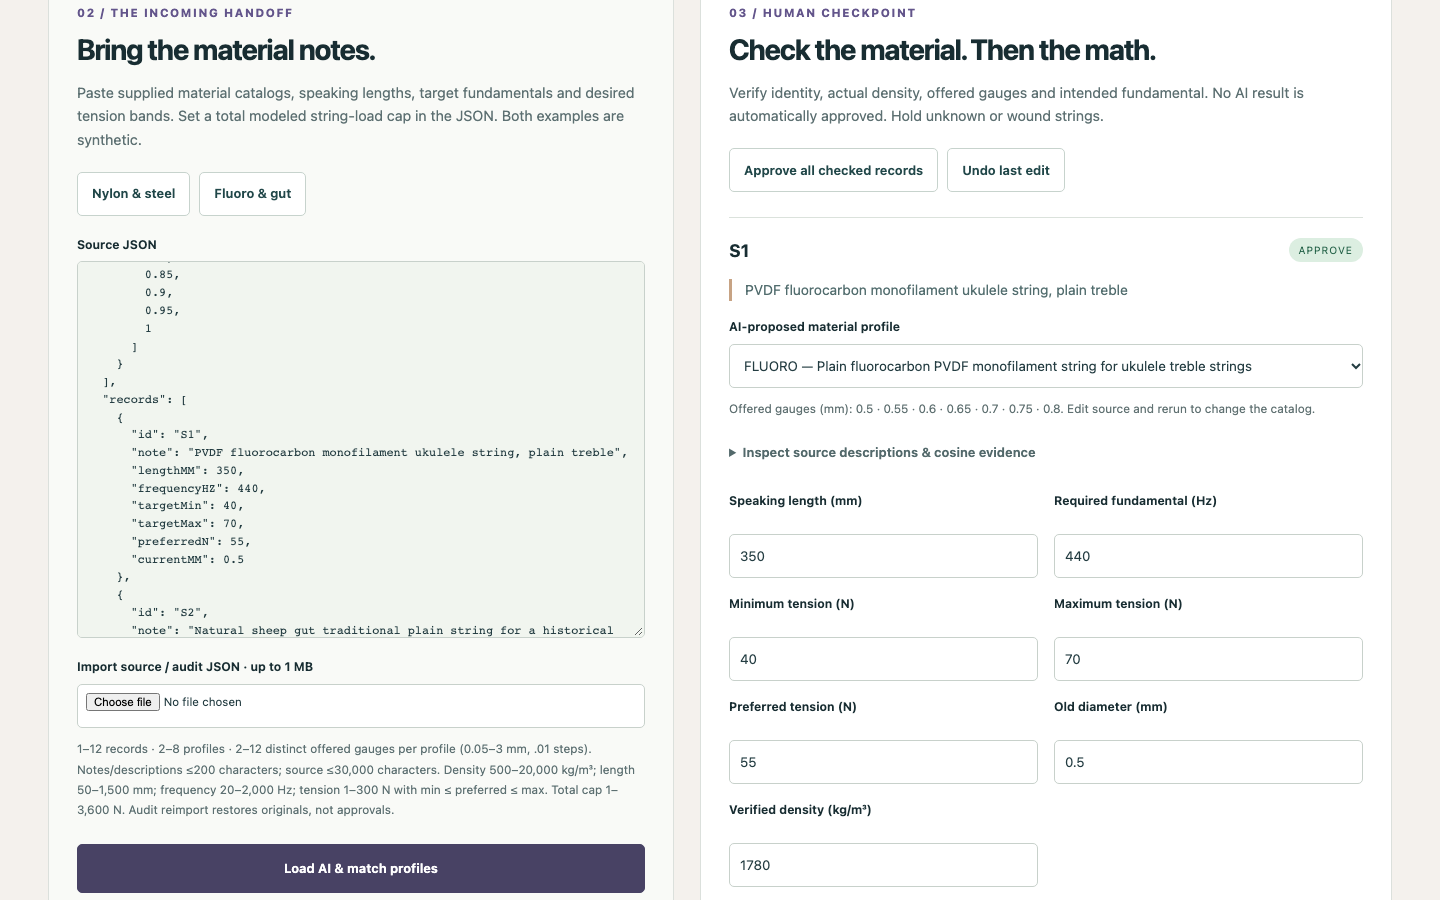 02 / THE INCOMING HANDOFF
Bring the material notes.
Paste supplied material catalogs, speaking lengths, target fundamentals and desired
tension bands. Set a total modeled string-load cap in the JSON. Both examples are
synthetic.
Nylon & steel
Fluoro & gut
Source JSON
0.85,
0.9,
0.95,
1
]
}
],
"records": [
{
"id": "S1",
"note": "PVDF fluorocarbon monofilament ukulele string, plain treble",
"lengthMM": 350,
"frequencyHZ": 440,
"targetMin": 40,
"targetMax": 70,
"preferredN": 55,
"currentMM": 0.5
},
{
"id": "S2",
"note": "Natural sheep gut traditional plain string for a historical
Import source / audit JSON · up to 1 MB
Choose file No file chosen
1–12 records · 2–8 profiles · 2–12 distinct offered gauges per profile (0.05–3 mm, .01 steps).
Notes/descriptions ≤200 characters; source ≤30,000 characters. Density 500–20,000 kg/m³; length
50–1,500 mm; frequency 20–2,000 Hz; tension 1–300 N with min ≤ preferred ≤ max. Total cap 1–
3,600 N. Audit reimport restores originals, not approvals.
Load AI & match profiles
03 / HUMAN CHECKPOINT
Check the material. Then the math.
Verify identity, actual density, offered gauges and intended fundamental. No AI result is
automatically approved. Hold unknown or wound strings.
Approve all checked records
Undo last edit
S1
APPROVE
PVDF fluorocarbon monofilament ukulele string, plain treble
AI-proposed material profile
FLUORO — Plain fluorocarbon PVDF monofilament string for ukulele treble strings
Offered gauges (mm): 0.5 · 0.55 · 0.6 · 0.65 · 0.7 · 0.75 · 0.8. Edit source and rerun to change the catalog.
▶ Inspect source descriptions & cosine evidence
Speaking length (mm)
Required fundamental (Hz)
350
440
Minimum tension (N)
Maximum tension (N)
40
70
Preferred tension (N)
Old diameter (mm)
55
0.5
Verified density (kg/m³)
1780